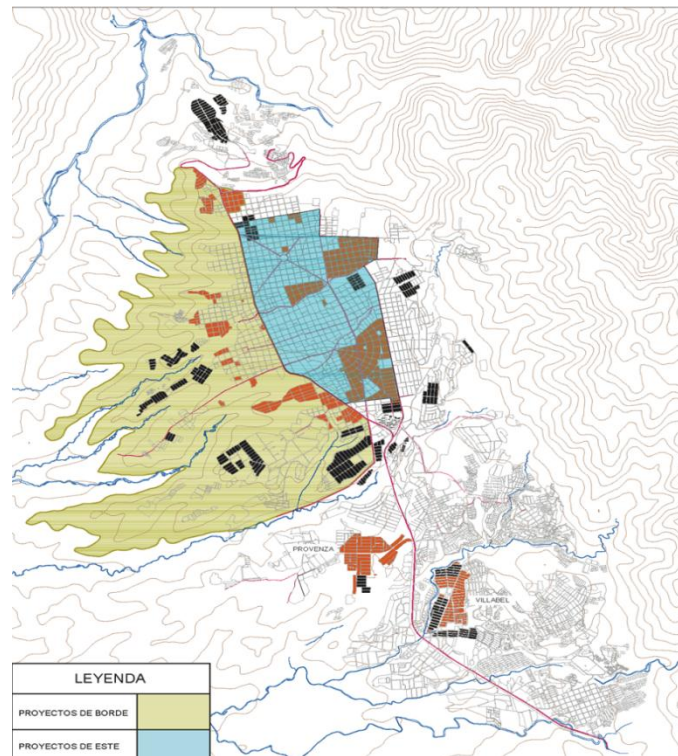 PROVENZA
VILLABEL
LEYENDA
PROYECTOS DE BORDE
PROYECTOS DE ESTE